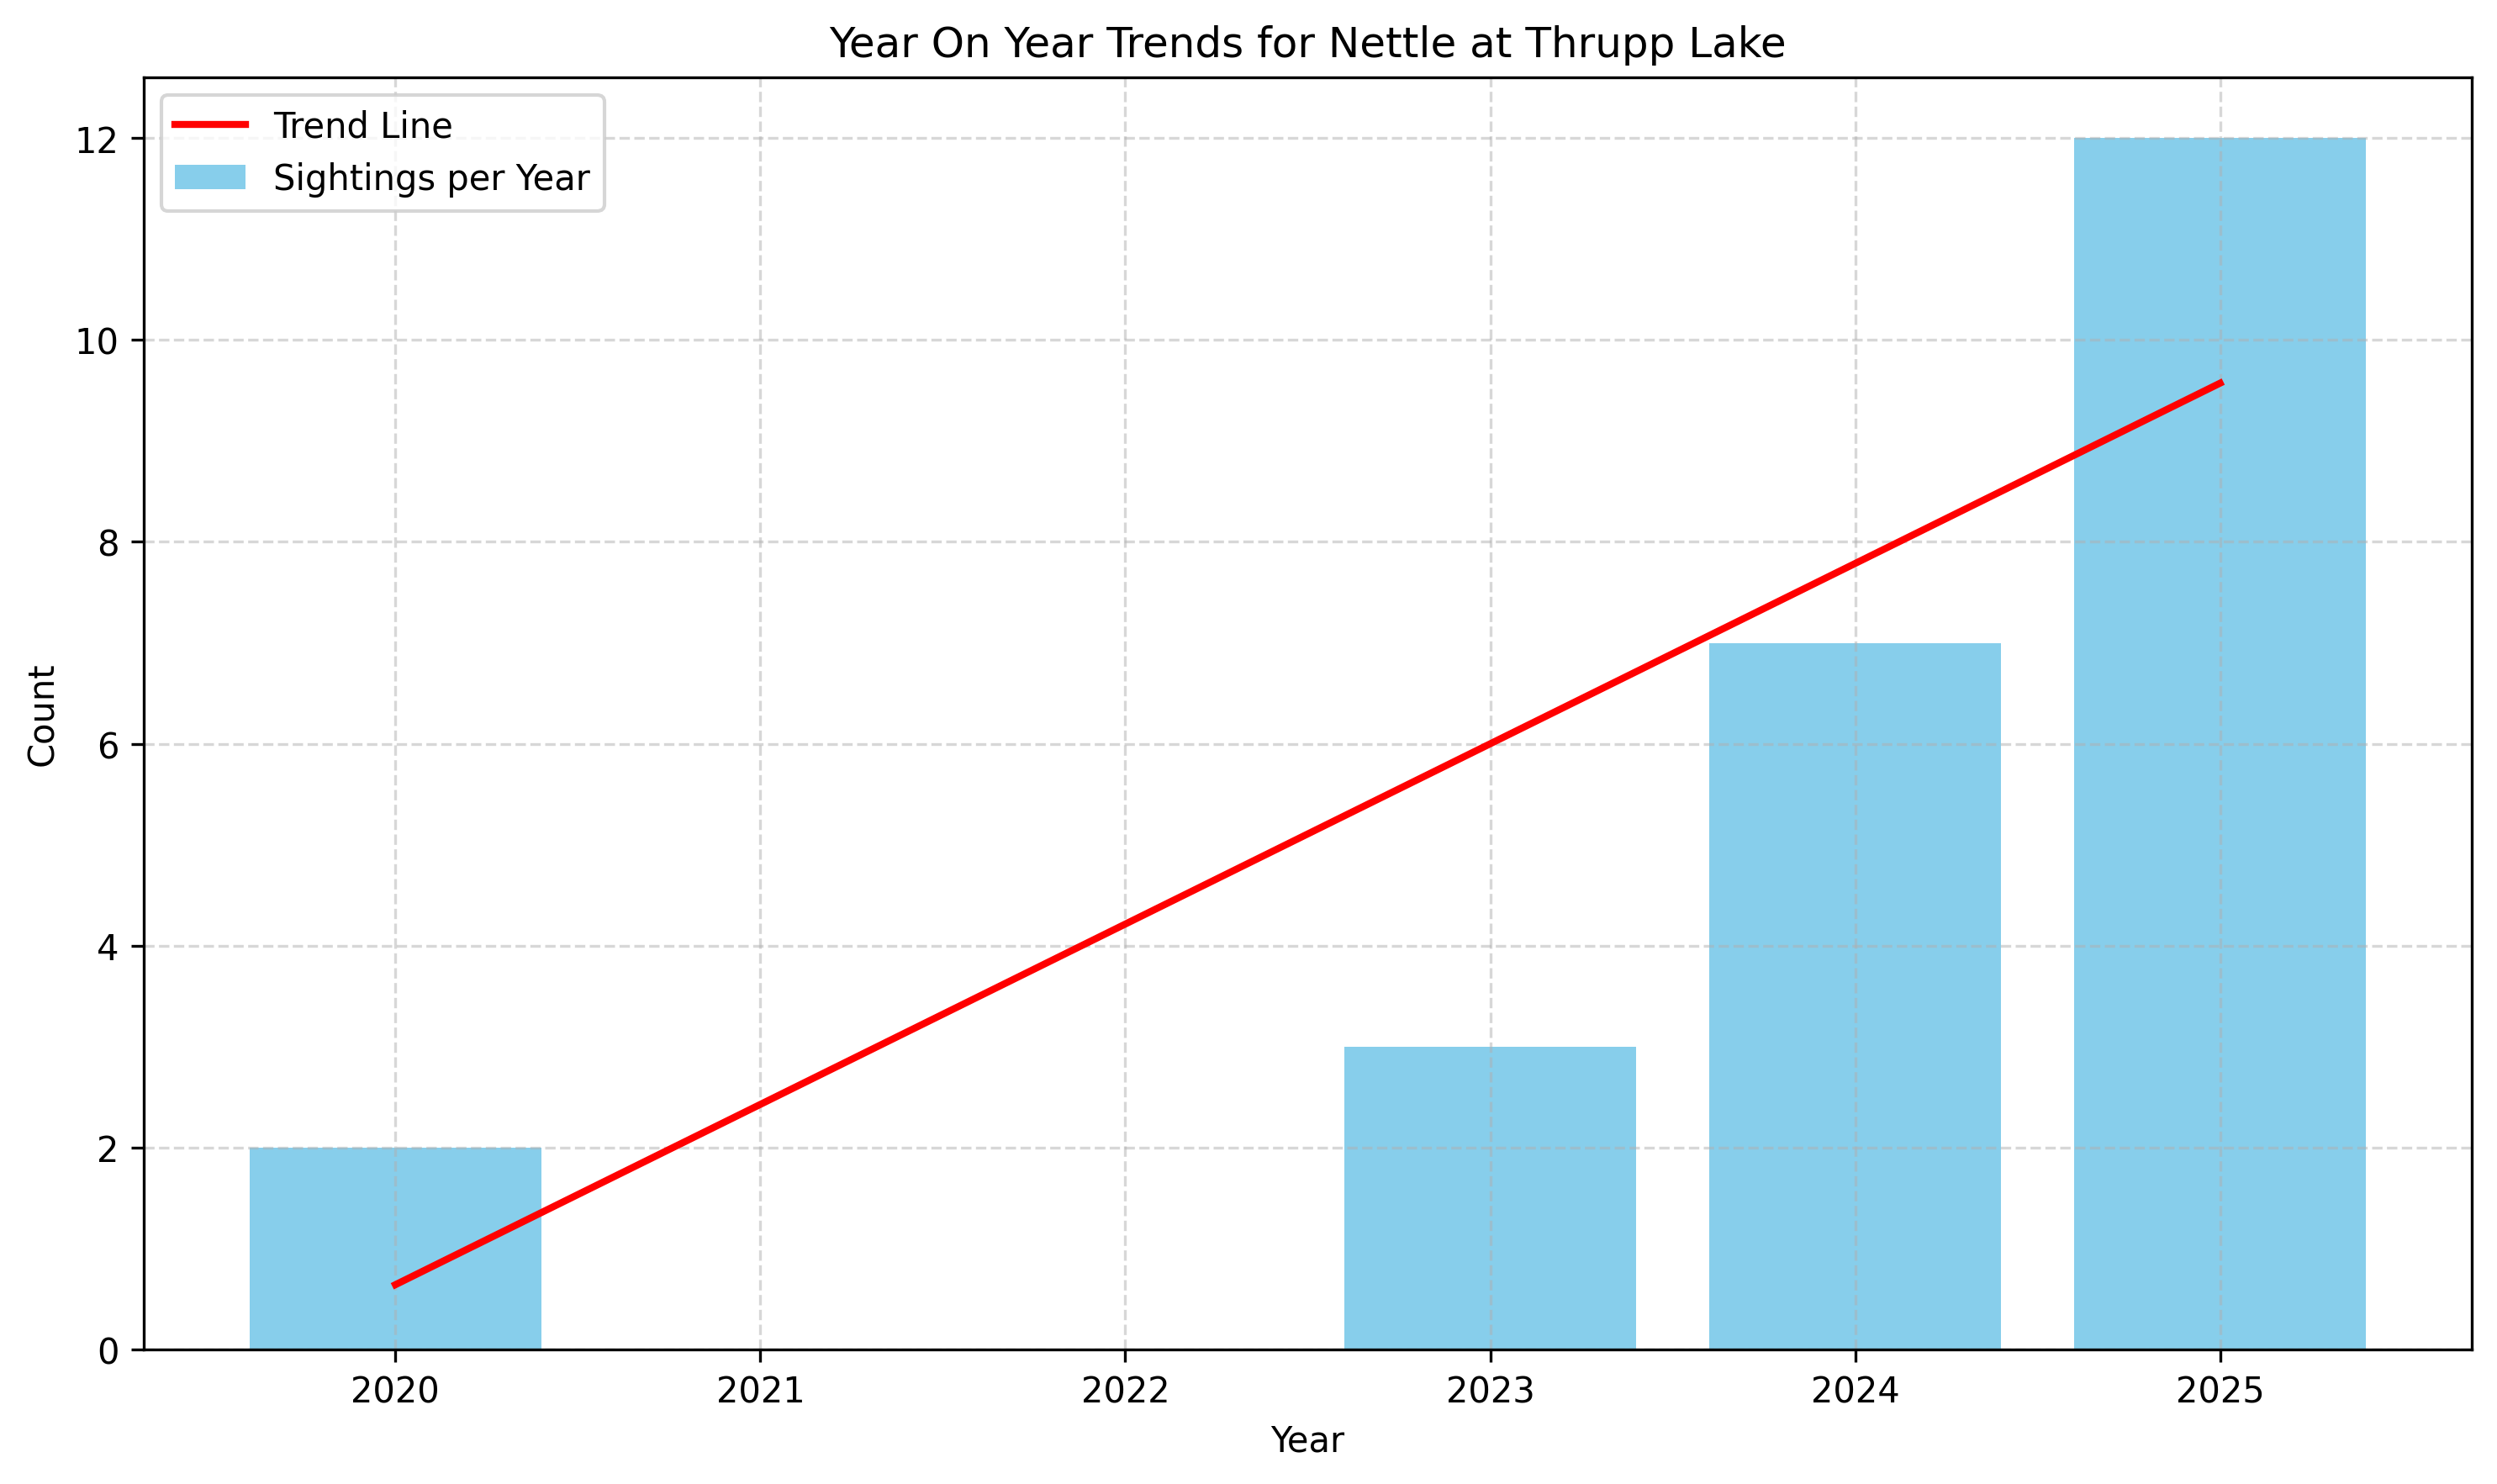 Year On Year Trends for Nettle at Thrupp Lake
Trend Line
Sightings per Year
12
10
8
6
4
2
0
Count
2020 2021 2022 2023 2024 2025
Year